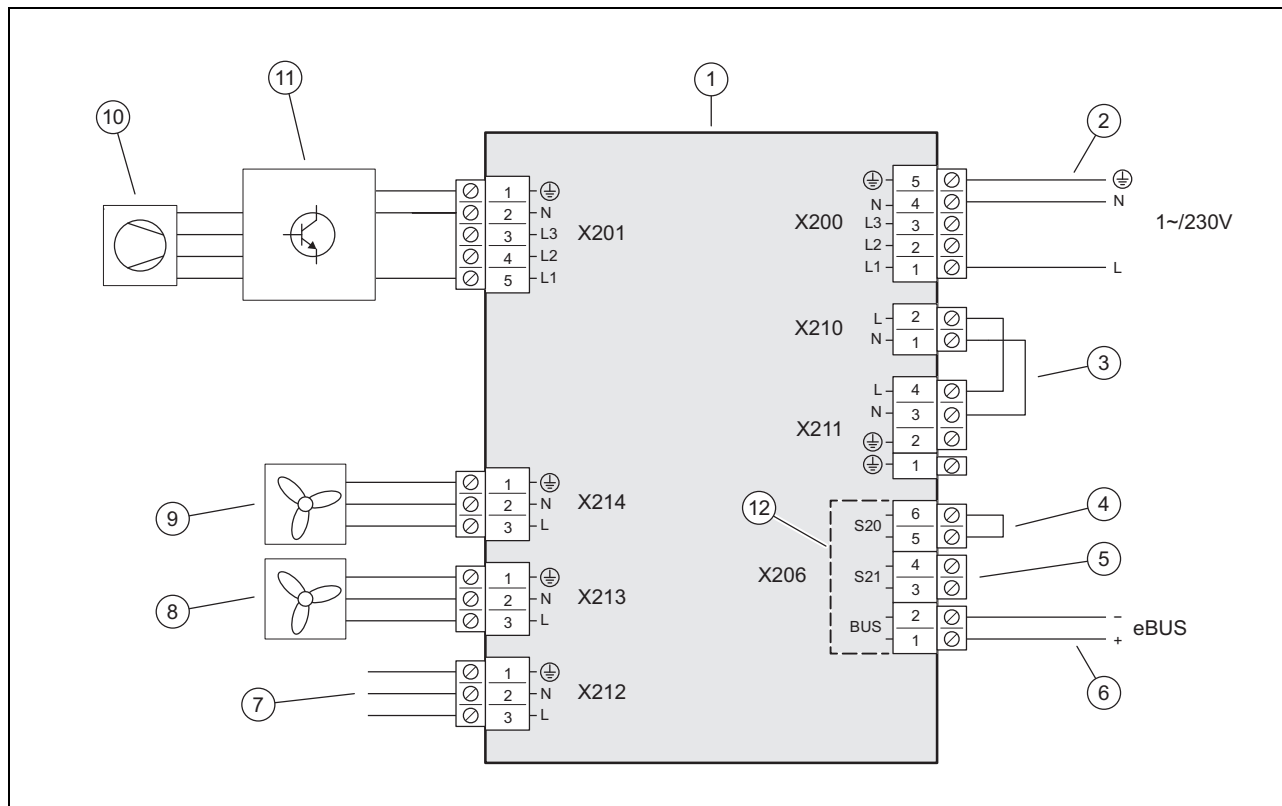 11
1
10
2
1
2 N
3 L3 X201
4 L2
5 L1
5
N 4
L3 3 X200
L2 2
L1 1
N
1~/230V
L
L 2
N 1
X210
3
L 4
N 3
X211
2
1
9
1
2 N
3 L
X214
12
S20
6
5
4
S21
4
3
X206
5
8
1
2 N
3 L
X213
BUS
2
1
–
+
eBUS
7
1
2 N
3 L
X212
6